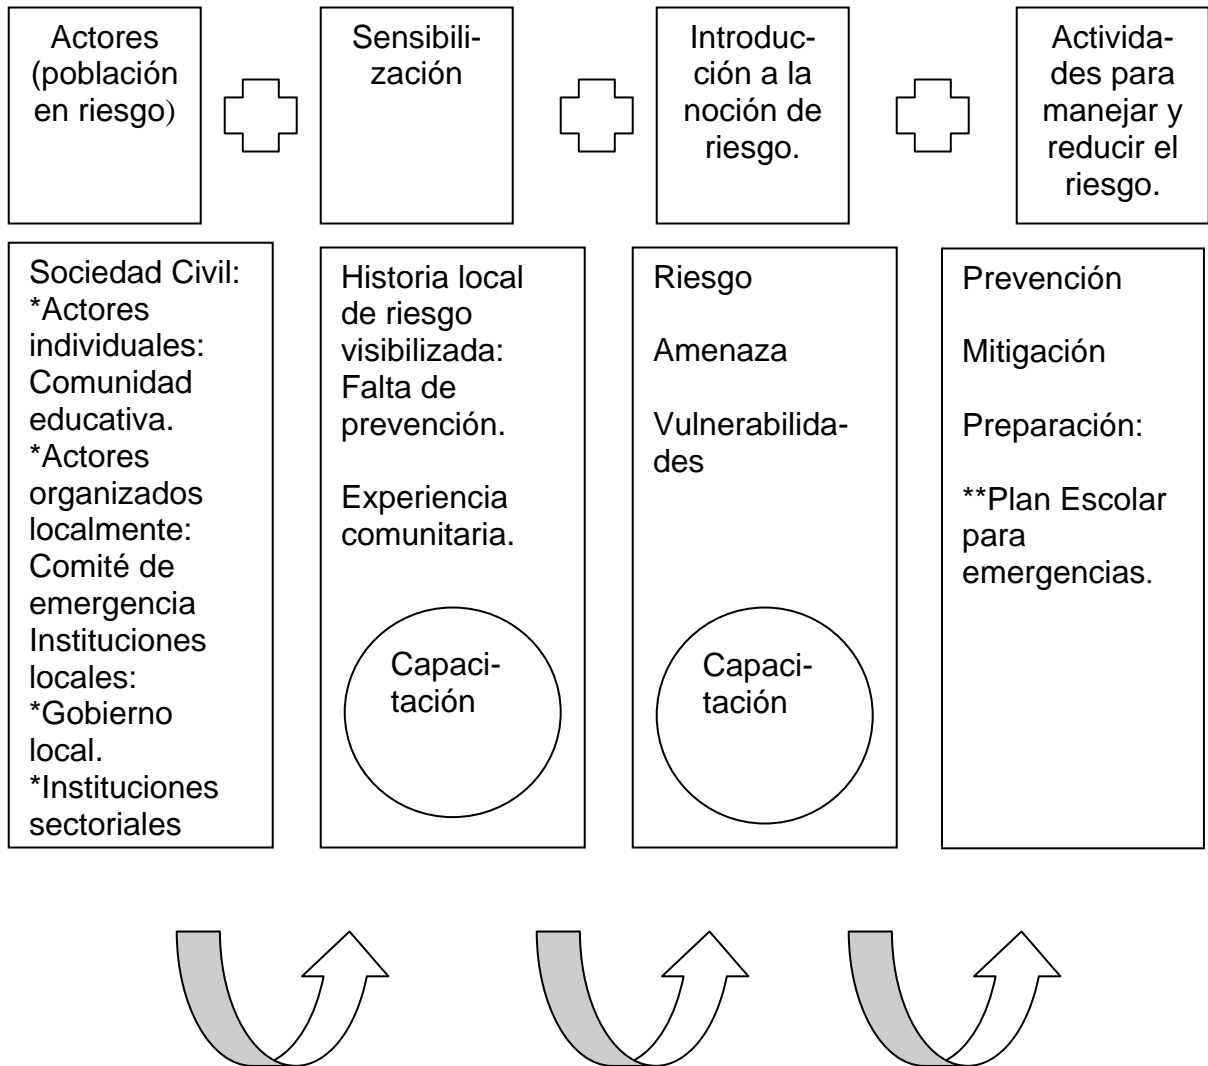 Actores
(población
en riesgo)
Sensibili-
zación
Introduc-
ción a la
noción de
riesgo.
Activida-
des para
manejar y
reducir el
riesgo.
Sociedad Civil:
*Actores
individuales:
Comunidad
educativa.
*Actores
organizados
localmente:
Comité de
emergencia
Instituciones
locales:
*Gobierno
local.
*Instituciones
sectoriales
Historia local
de riesgo
visibilizada:
Falta de
prevención.
Experiencia
comunitaria.
Capaci-
tación
Riesgo
Amenaza
Vulnerabilida-
des
Capaci-
tación
Prevención
Mitigación
Preparación:
**Plan Escolar
para
emergencias.